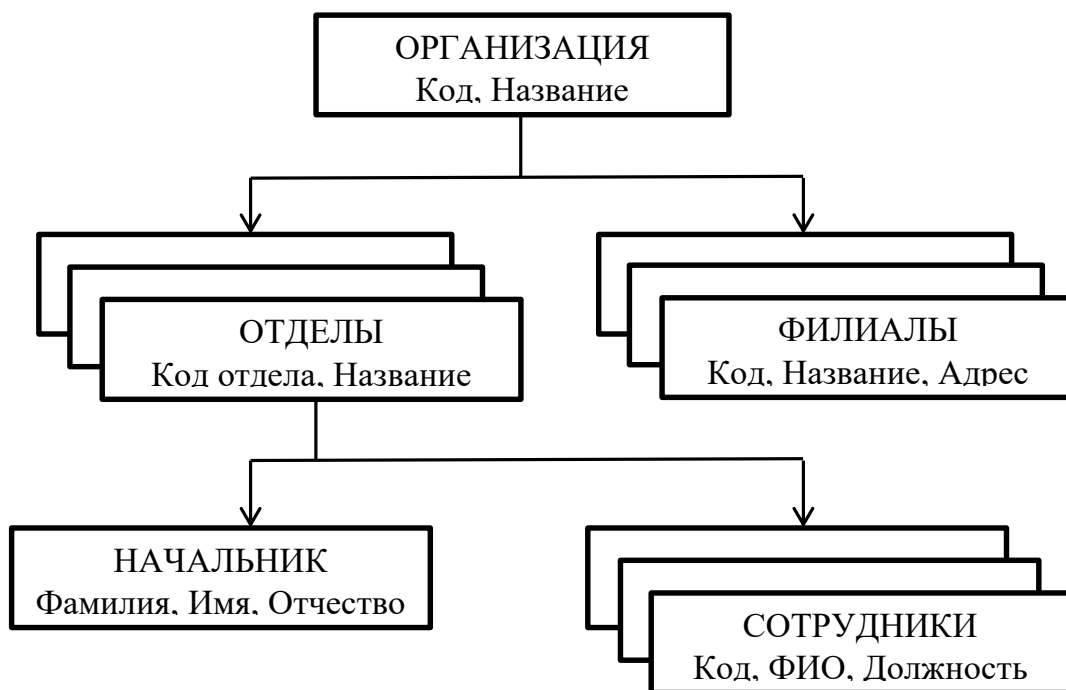 ОРГАНИЗАЦИЯ
Код, Название
ОТДЕЛЫ
Код отдела, Название
ФИЛИАЛЫ
Код, Название, Адрес
НАЧАЛЬНИК
Фамилия, Имя, Отчество
СОТРУДНИКИ
Код, ФИО, Должность